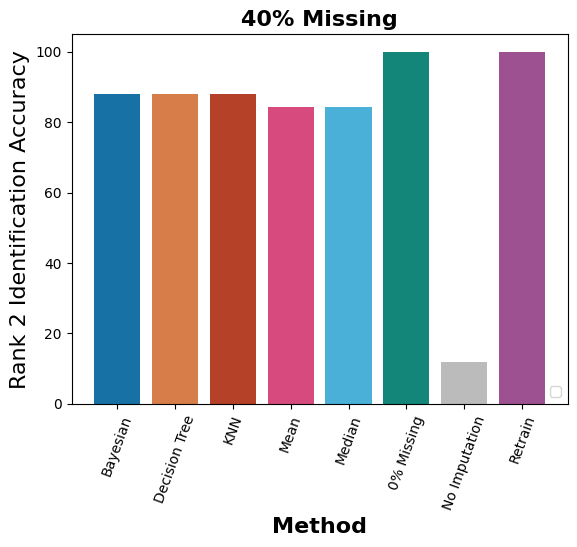 40% Missing
Rank 2 Identification Accuracy
100
80
60
40
20
0
Bayesian
Decision Tree
KNN
Mean
Median
0% Missing
No Imputation
Retrain
Method